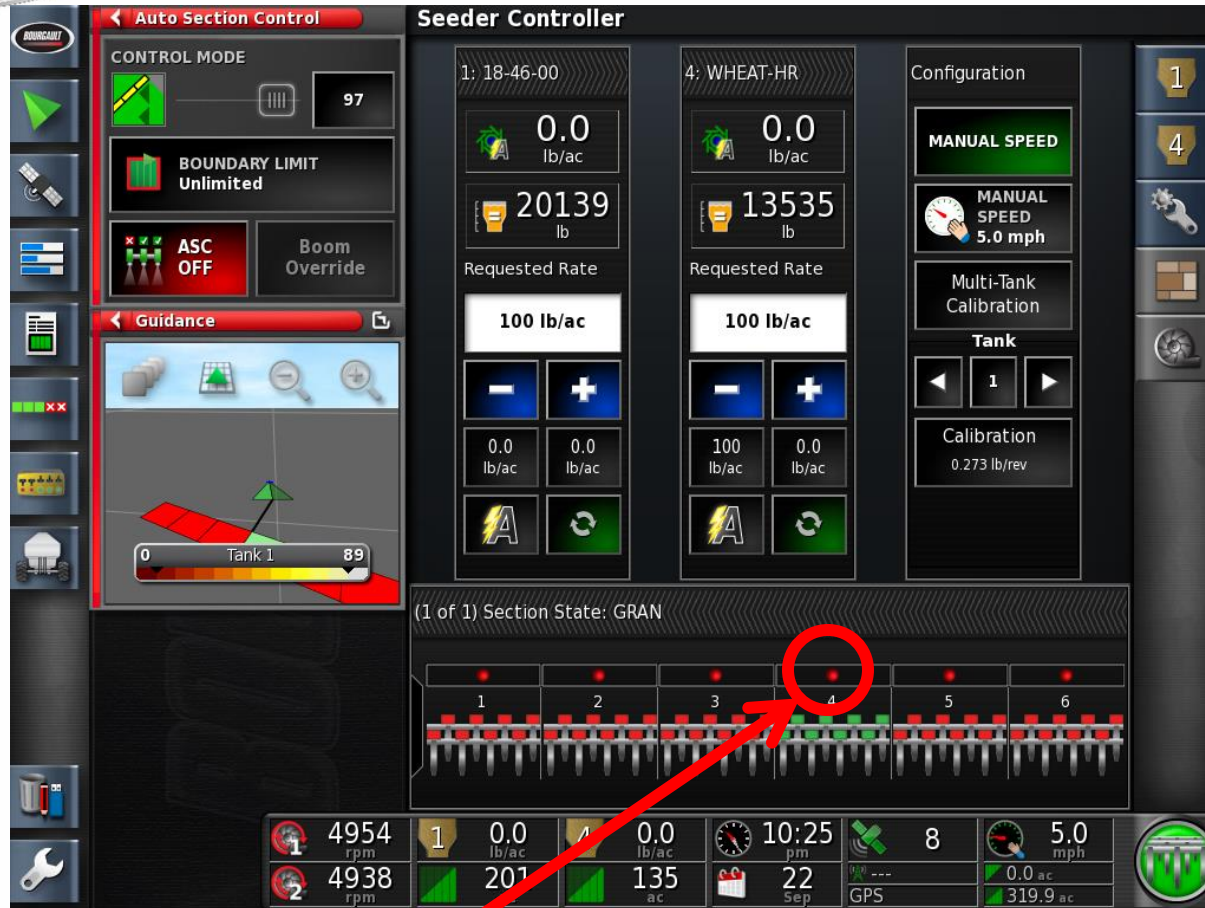 BOURGAULT
Auto Section Control
CONTROL MODE
97
BOUNDARY LIMIT
Unlimited
ASC
OFF
Boom
Override
Guidance
0 Tank 1 89
Seeder Controller
1: 18-46-00
0.0
lb/ac
20139
lb
Requested Rate
100 lb/ac
0.0
lb/ac
0.0
lb/ac
A
4: WHEAT-HR
0.0
lb/ac
13535
lb
Requested Rate
100 lb/ac
100
lb/ac
0.0
lb/ac
A
Configuration
MANUAL SPEED
MANUAL
SPEED
5.0 mph
Multi-Tank
Calibration
Tank
1
Calibration
0.273 lb/rev
1
4
(1 of 1) Section State: GRAN
1 2 3 4 5 6
1 4954
rpm
2 4938
rpm
1 0.0
lb/ac
201
4 0.0
lb/ac
135
ac
10:25
pm
22
Sep
8
---
GPS
5.0
mph
0.0 ac
319.9 ac